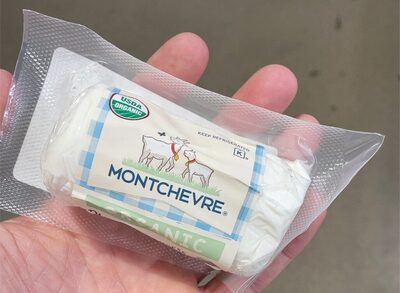 USDA
ORGANIC
KEEP REFRIGERATED
K
MONTCHEVRE®
ORGANIC